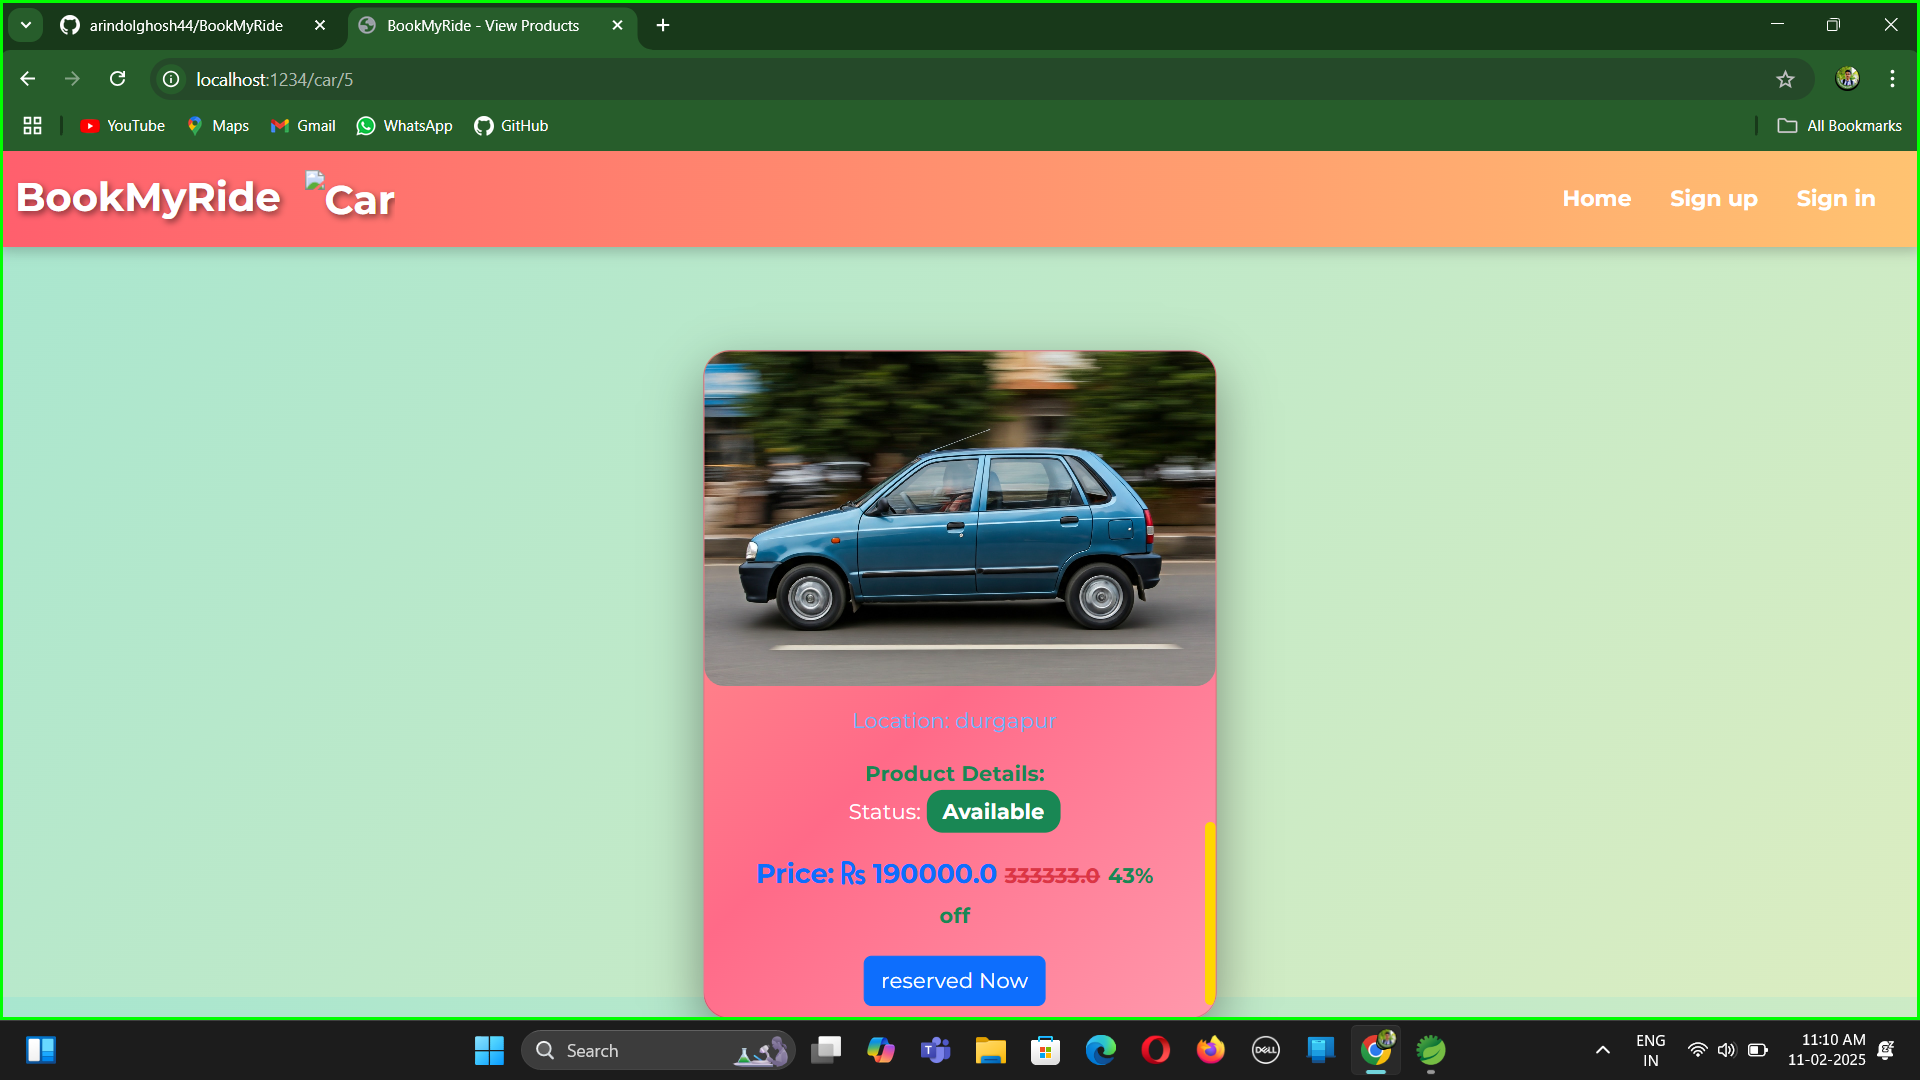 arindolghosh44/BookMyRide
BookMyRide - View Products
localhost:1234/car/5
YouTube Maps Gmail WhatsApp GitHub All Bookmarks
BookMyRide Car Home Sign up Sign in
Location: durgapur
Product Details:
Status: Available
Price: ₨ 190000.0 333333.0 43%
off
reserved Now
Search DELL ENG 11:10 AM
IN 11-02-2025